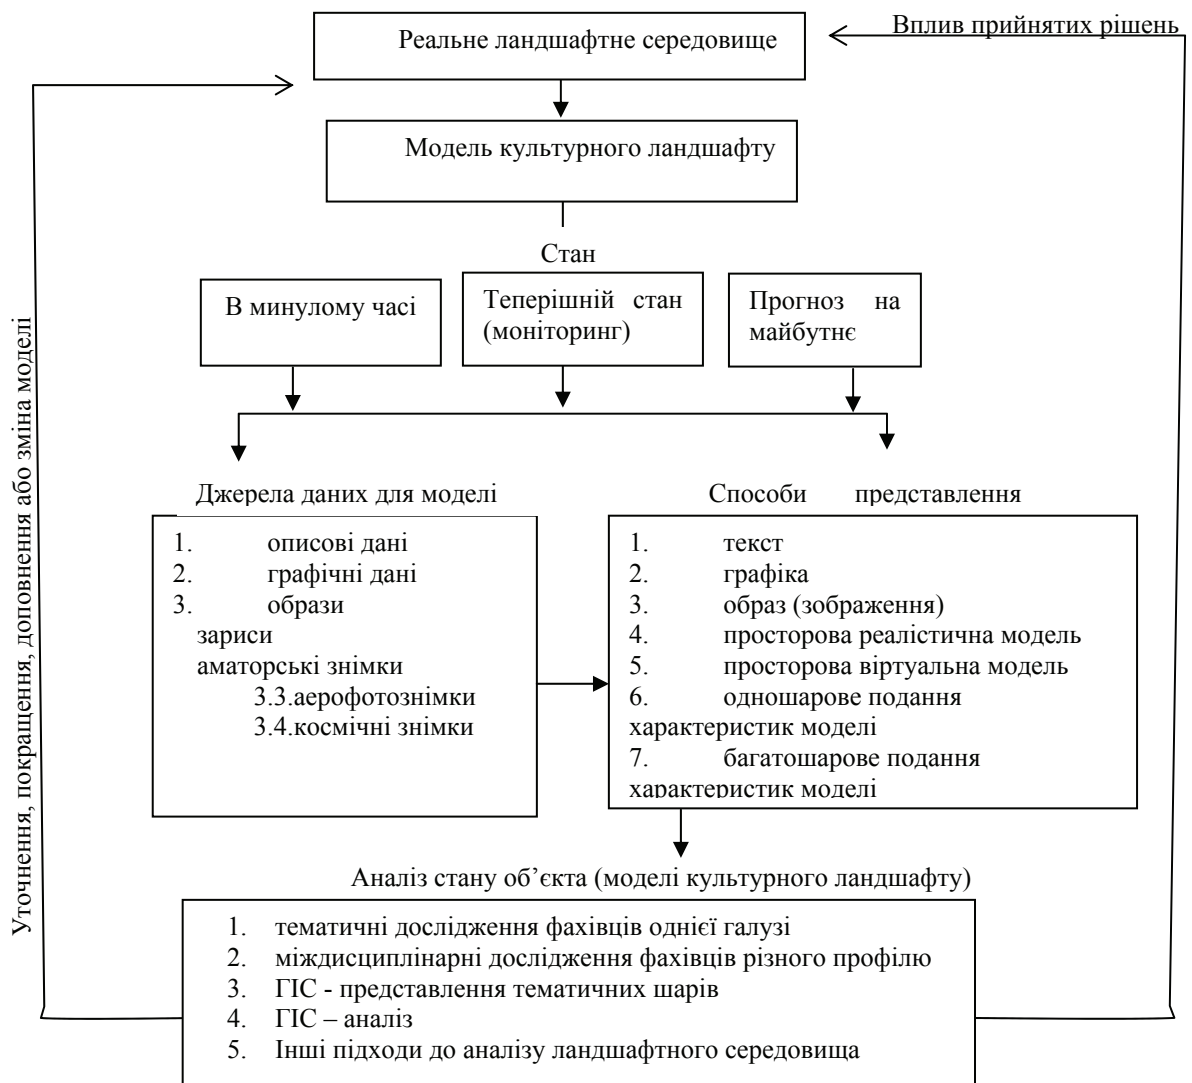 Вплив прийнятих рішень
Реальне ландшафтне середовище
Модель культурного ландшафту
Стан
В минулому часі
Теперішній стан
(моніторинг)
Прогноз на
майбутнє
Уточнення, покращення, доповнення або зміна моделі
Джерела даних для моделі
1. описові дані
2. графічні дані
3. образи
зариси
аматорські знімки
3.3.аерофотознімки
3.4.космічні знімки
Способи представлення
1. текст
2. графіка
3. образ (зображення)
4. просторова реалістична модель
5. просторова віртуальна модель
6. одношарове подання
характеристик моделі
7. багатошарове подання
характеристик моделі
Аналіз стану об’єкта (моделі культурного ландшафту)
1. тематичні дослідження фахівців однієї галузі
2. міждисциплінарні дослідження фахівців різного профілю
3. ГІС - представлення тематичних шарів
4. ГІС – аналіз
5. Інші підходи до аналізу ландшафтного середовища